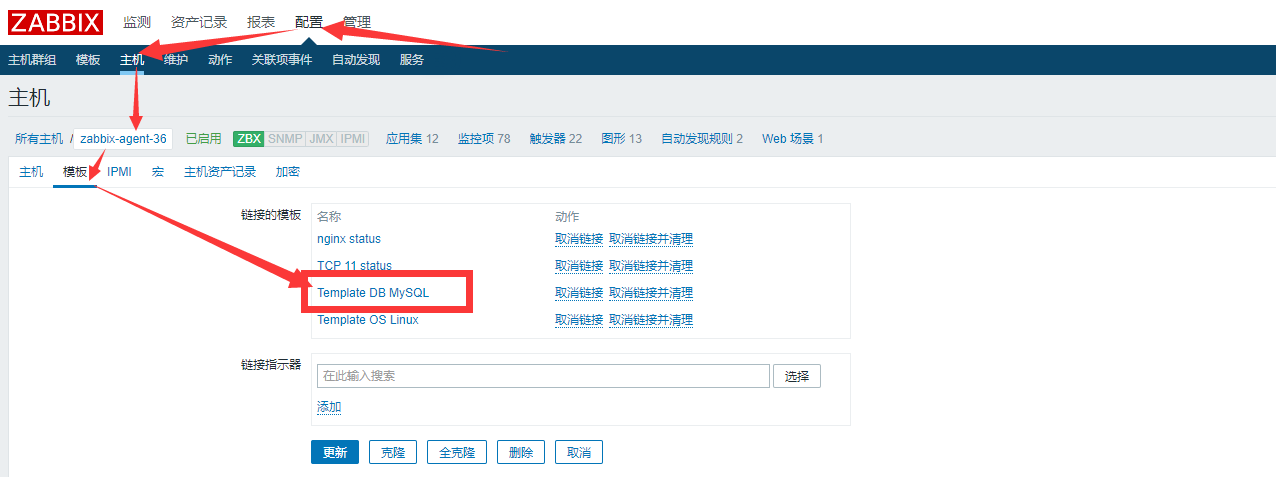 ZABBIX 监测 资产记录 报表 配置 管理
主机群组 模板 主机 维护 动作 关联项事件 自动发现 服务
主机
所有主机 / zabbix-agent-36 已启用 ZBX SNMP JMX IPMI 应用集 12 监控项 78 触发器 22 图形 13 自动发现规则 2 Web 场景 1
主机 模板 IPMI 宏 主机资产记录 加密
链接的模板 名称 动作
nginx status 取消链接 取消链接并清理
TCP 11 status 取消链接 取消链接并清理
Template DB MySQL 取消链接 取消链接并清理
Template OS Linux 取消链接 取消链接并清理
链接指示器 在此输入搜索 选择
添加
更新 克隆 全克隆 删除 取消